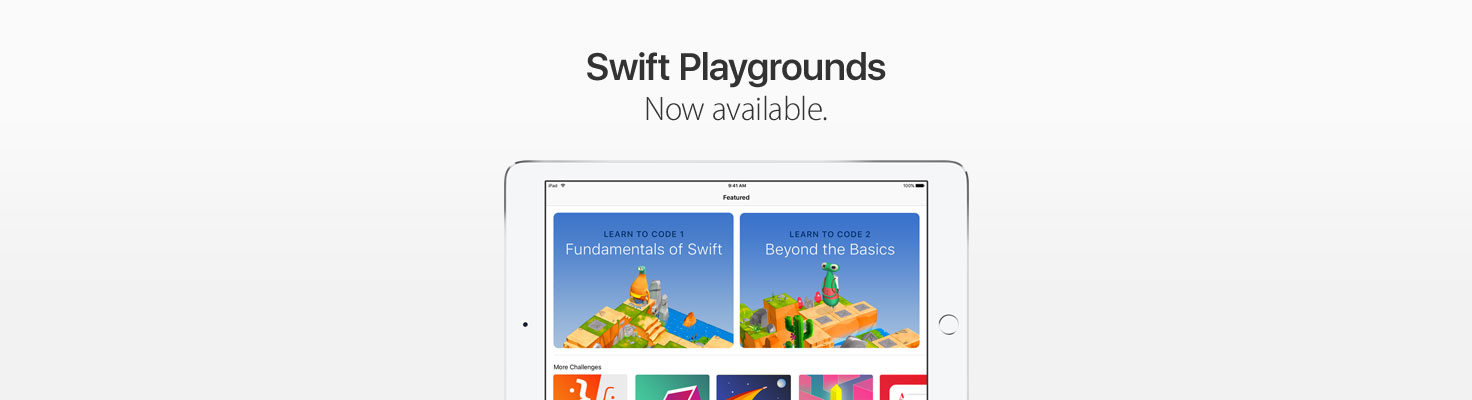 Swift Playgrounds
Now available.
iPad
9:41 AM
100%
Featured
LEARN TO CODE 1
Fundamentals of Swift
LEARN TO CODE 2
Beyond the Basics
More Challenges